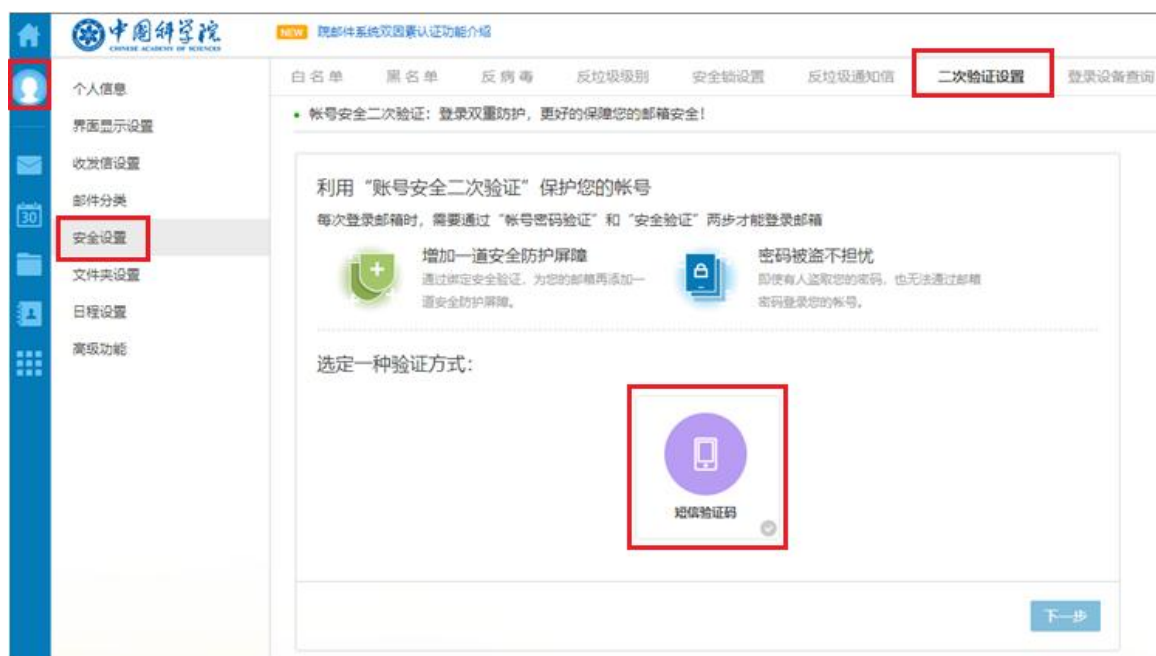 中国科学院
CHINESE ACADEMY OF SCIENCES
NEW 院邮件系统双因素认证功能介绍
个人信息
界面显示设置
收发信设置
邮件分类
安全设置
文件夹设置
日程设置
高级功能
30
白名单 黑名单 反病毒 反垃圾级别 安全锁设置 反垃圾通知信 二次验证设置 登录设备查询
帐号安全二次验证：登录双重防护，更好的保障您的邮箱安全！
利用“账号安全二次验证”保护您的帐号
每次登录邮箱时，需要通过“帐号密码验证”和“安全验证”两步才能登录邮箱
增加一道安全防护屏障
通过绑定安全验证，为您的邮箱再添加一
道安全防护屏障。
密码被盗不担忧
即使有人盗取您的密码，也无法通过邮箱
密码登录您的帐号。
选定一种验证方式：
短信验证码
下一步